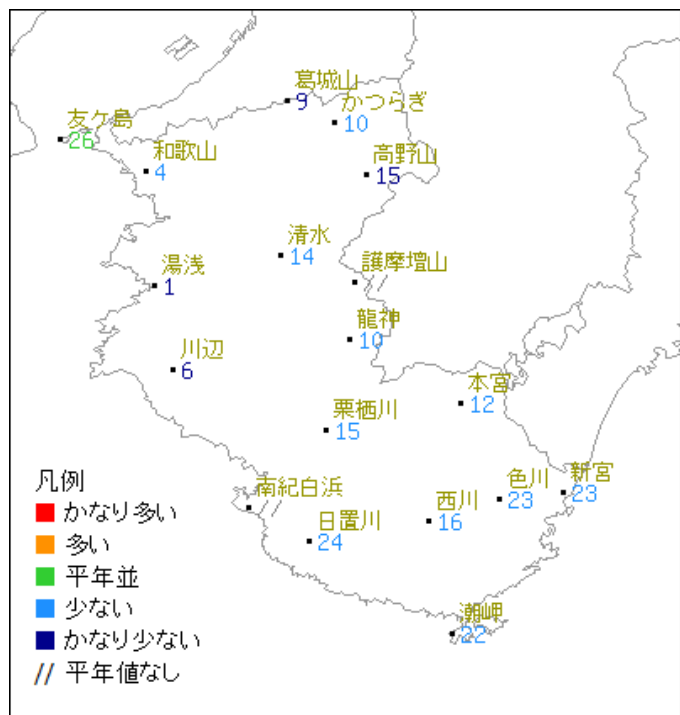 葛城山
9
かつらぎ
10
友ケ島
26
和歌山
4
高野山
15
清水
14
湯浅
1
護摩壇山
//
龍神
10
川辺
6
本宮
12
栗栖川
15
南紀白浜
//
日置川
24
西川
16
色川
23
新宮
23
潮岬
22
凡例
かなり多い
多い
平年並
少ない
かなり少ない
// 平年値なし